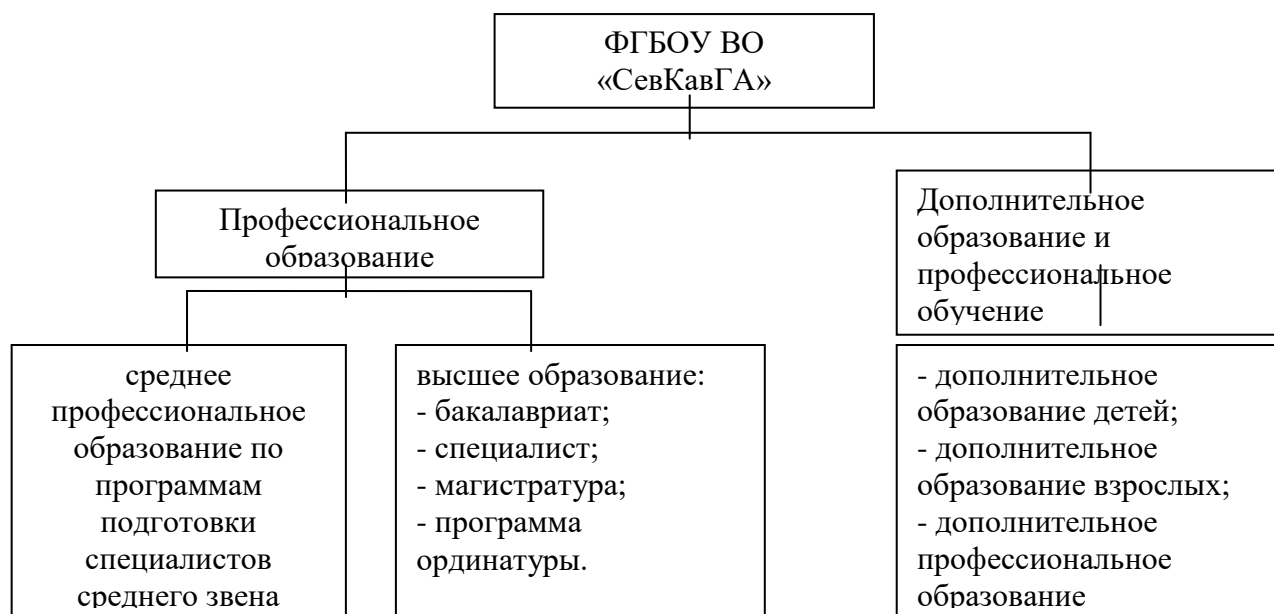 ФГБОУ ВО
«СевКавГА»
Профессиональное
образование
Дополнительное
образование и
профессиональное
обучение
среднее
профессиональное
образование по
программам
подготовки
специалистов
среднего звена
высшее образование:
- бакалавриат;
- специалист;
- магистратура;
- программа
ординатуры.
- дополнительное
образование детей;
- дополнительное
образование взрослых;
- дополнительное
профессиональное
образование